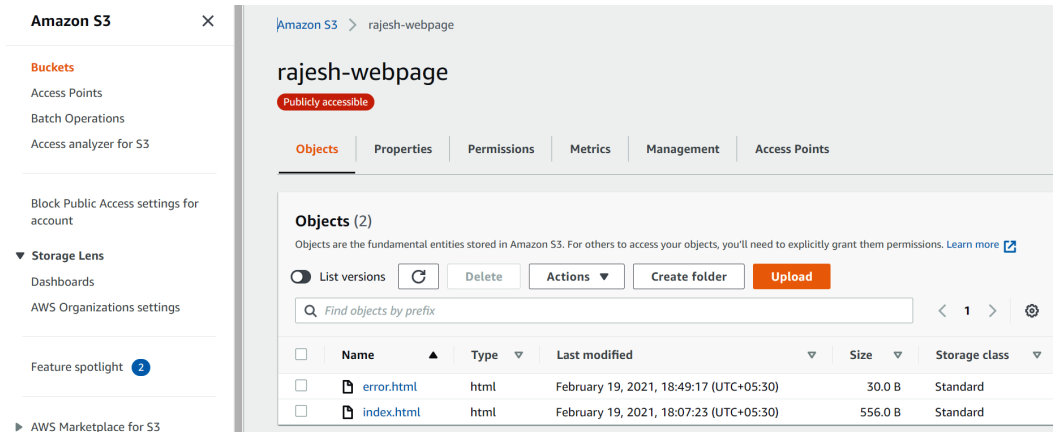 Amazon S3
Buckets
Access Points
Batch Operations
Access analyzer for S3
Block Public Access settings for
account
Storage Lens
Dashboards
AWS Organizations settings
Feature spotlight 2
AWS Marketplace for S3
Amazon S3 > rajesh-webpage
rajesh-webpage
Publicly accessible
Objects Properties Permissions Metrics Management Access Points
Objects (2)
Objects are the fundamental entities stored in Amazon S3. For others to access your objects, you'll need to explicitly grant them permissions. Learn more
List versions Delete Actions Create folder Upload
Find objects by prefix 1
Name Type Last modified Size Storage class
error.html html February 19, 2021, 18:49:17 (UTC+05:30) 30.0 B Standard
index.html html February 19, 2021, 18:07:23 (UTC+05:30) 556.0 B Standard